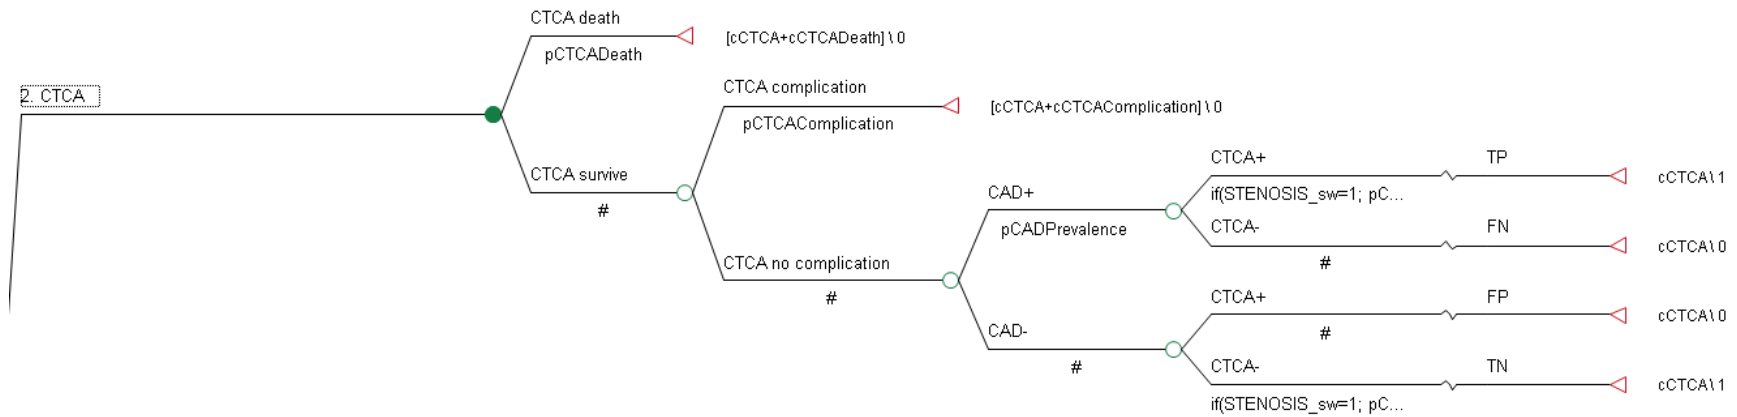 CTCA death
pCTCADeath
[cCTCA+cCTCADeath] \ 0
2. CTCA
CTCA complication
pCTCAComplication
[cCTCA+cCTCAComplication] \ 0
CTCA survive
#
CTCA+
TP
if(STENOSIS_sw=1; pC...
cCTCA \ 1
CAD+
pCADPrevalence
CTCA-
FN
#
cCTCA \ 0
CTCA no complication
#
CTCA+
FP
#
cCTCA \ 0
CAD-
#
CTCA-
TN
if(STENOSIS_sw=1; pC...
cCTCA \ 1